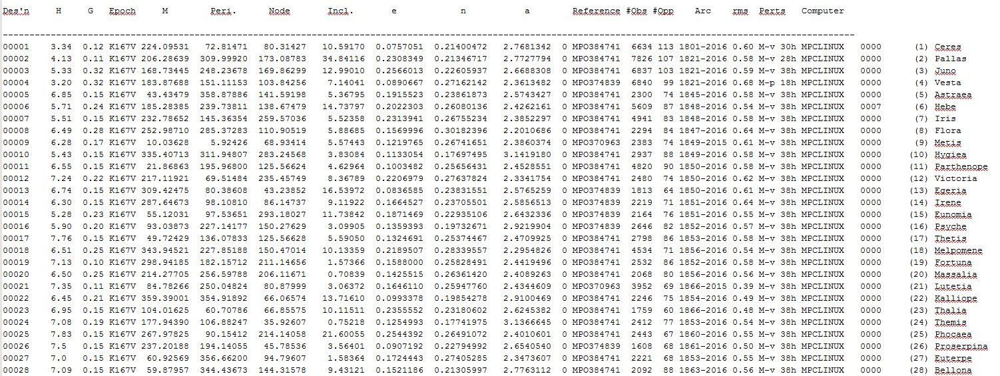 Des'n H G Epoch M Peri. Node Incl. e n a Reference #Obs #Opp Arc rms Perts Computer
--------------------------------------------------------------------------------
00001 3.34 0.12 K167V 224.09531 72.81471 80.31427 10.59170 0.0757051 0.21400472 2.7681342 0 MPO384741 6634 113 1801-2016 0.60 M-v 30h MPCLINUX 0000 (1) Ceres
00002 4.13 0.11 K167V 206.28639 309.99920 173.08783 34.84116 0.2308349 0.21346717 2.7727794 0 MPO384741 7826 107 1821-2016 0.58 M-v 28h MPCLINUX 0000 (2) Pallas
00003 5.33 0.32 K167V 168.73445 248.23678 169.86299 12.99010 0.2566013 0.22605937 2.6688308 0 MPO384741 6837 103 1821-2016 0.59 M-v 38h MPCLINUX 0000 (3) Juno
00004 3.20 0.32 K167V 183.87688 151.11153 103.84256 7.14041 0.0890667 0.27162142 2.3613482 0 MPO374839 6840 99 1821-2016 0.68 M-p 18h MPCLINUX 0000 (4) Vesta
00005 6.85 0.15 K167V 43.43479 358.87886 141.59198 5.36795 0.1915523 0.23861873 2.5743427 0 MPO384741 2300 74 1845-2016 0.58 M-v 38h MPCLINUX 0000 (5) Astraea
00006 5.71 0.24 K167V 185.28385 239.73811 138.67479 14.73797 0.2022303 0.26080136 2.4262161 0 MPO384741 5609 87 1848-2016 0.54 M-v 38h MPCLINUX 0007 (6) Hebe
00007 5.51 0.15 K167V 232.78652 145.36354 259.57036 5.52358 0.2313941 0.26755234 2.3852297 0 MPO384741 4941 83 1848-2016 0.58 M-v 38h MPCLINUX 0000 (7) Iris
00008 6.49 0.28 K167V 252.98710 285.37283 110.90519 5.88685 0.1569996 0.30182396 2.2010686 0 MPO384741 2294 84 1847-2016 0.64 M-v 38h MPCLINUX 0000 (8) Flora
00009 6.28 0.17 K167V 10.03628 5.92426 68.93414 5.57443 0.1219765 0.26741651 2.3860374 0 MPO370963 2383 74 1849-2015 0.61 M-v 38h MPCLINUX 0000 (9) Metis
00010 5.43 0.15 K167V 335.40713 311.94807 283.24568 3.83084 0.1133054 0.17697495 3.1419180 0 MPO384741 2937 88 1849-2016 0.58 M-v 38h MPCLINUX 0000 (10) Hygiea
00011 6.55 0.15 K167V 21.86863 195.96800 125.56624 4.62964 0.1003482 0.25656431 2.4528551 0 MPO384741 4820 90 1850-2016 0.58 M-v 38h MPCLINUX 0000 (11) Parthenope
00012 7.24 0.22 K167V 217.11921 69.51484 235.45749 8.36789 0.2206979 0.27637824 2.3341754 0 MPO384741 2480 74 1850-2016 0.62 M-v 38h MPCLINUX 0000 (12) Victoria
00013 6.74 0.15 K167V 309.42475 80.38608 43.23852 16.53972 0.0836585 0.23831551 2.5765259 0 MPO374839 1813 64 1850-2016 0.61 M-v 38h MPCLINUX 0000 (13) Egeria
00014 6.30 0.15 K167V 287.64673 98.10810 86.14737 9.11922 0.1664527 0.23705501 2.5856513 0 MPO374839 2219 71 1851-2016 0.64 M-v 38h MPCLINUX 0000 (14) Irene
00015 5.28 0.23 K167V 55.12031 97.53651 293.18027 11.73842 0.1871469 0.22935106 2.6432336 0 MPO374839 2164 76 1851-2016 0.55 M-v 38h MPCLINUX 0000 (15) Eunomia
00016 5.90 0.20 K167V 93.03873 227.14177 150.27629 3.09905 0.1359393 0.19732671 2.9219904 0 MPO374839 2646 82 1852-2016 0.57 M-v 38h MPCLINUX 0000 (16) Psyche
00017 7.76 0.15 K167V 49.72429 136.07833 125.56628 5.59050 0.1324691 0.25374467 2.4709925 0 MPO384741 2798 86 1853-2016 0.58 M-v 38h MPCLINUX 0000 (17) Thetis
00018 6.51 0.25 K167V 343.94521 227.85188 150.47014 10.13359 0.2189507 0.28339557 2.2954826 0 MPO384741 4534 71 1856-2016 0.54 M-v 38h MPCLINUX 0000 (18) Melpomene
00019 7.13 0.10 K167V 298.94185 182.15712 211.14656 1.57366 0.1588000 0.25828491 2.4419496 0 MPO384741 2532 86 1852-2016 0.58 M-v 38h MPCLINUX 0000 (19) Fortuna
00020 6.50 0.25 K167V 214.27705 256.59788 206.11671 0.70839 0.1425515 0.26361420 2.4089263 0 MPO384741 2068 80 1856-2016 0.56 M-v 38h MPCLINUX 0000 (20) Massalia
00021 7.35 0.11 K167V 84.78266 250.04824 80.87999 3.06372 0.1646110 0.25947760 2.4344609 0 MPO370963 3952 69 1866-2015 0.39 M-v 38h MPCLINUX 0000 (21) Lutetia
00022 6.45 0.21 K167V 359.39001 354.91892 66.06574 13.71610 0.0993378 0.19854278 2.9100469 0 MPO384741 2246 75 1854-2016 0.49 M-v 38h MPCLINUX 0000 (22) Kalliope
00023 6.95 0.15 K167V 104.01625 60.70786 66.85575 10.11511 0.2355552 0.23180602 2.6245382 0 MPO384741 1759 60 1866-2016 0.48 M-v 38h MPCLINUX 0000 (23) Thalia
00024 7.08 0.19 K167V 177.94390 106.88247 35.92607 0.75218 0.1254993 0.17741975 3.1366645 0 MPO384741 2412 77 1853-2016 0.54 M-v 38h MPCLINUX 0000 (24) Themis
00025 7.83 0.15 K167V 267.97825 90.15412 214.14058 21.60055 0.2544392 0.26491072 2.4010601 0 MPO384741 2443 67 1860-2016 0.55 M-v 38h MPCLINUX 0000 (25) Phocaea
00026 7.5 0.15 K167V 237.20188 194.14055 45.78536 3.56401 0.0907192 0.22794992 2.6540540 0 MPO374839 1608 68 1861-2016 0.50 M-v 38h MPCLINUX 0000 (26) Proserpina
00027 7.0 0.15 K167V 60.92569 356.66200 94.79607 1.58364 0.1724443 0.27405285 2.3473607 0 MPO384741 2221 68 1853-2016 0.55 M-v 38h MPCLINUX 0000 (27) Euterpe
00028 7.09 0.15 K167V 59.87957 344.43673 144.31578 9.43121 0.1521186 0.21305997 2.7763112 0 MPO384741 2092 88 1863-2016 0.56 M-v 38h MPCLINUX 0000 (28) Bellona